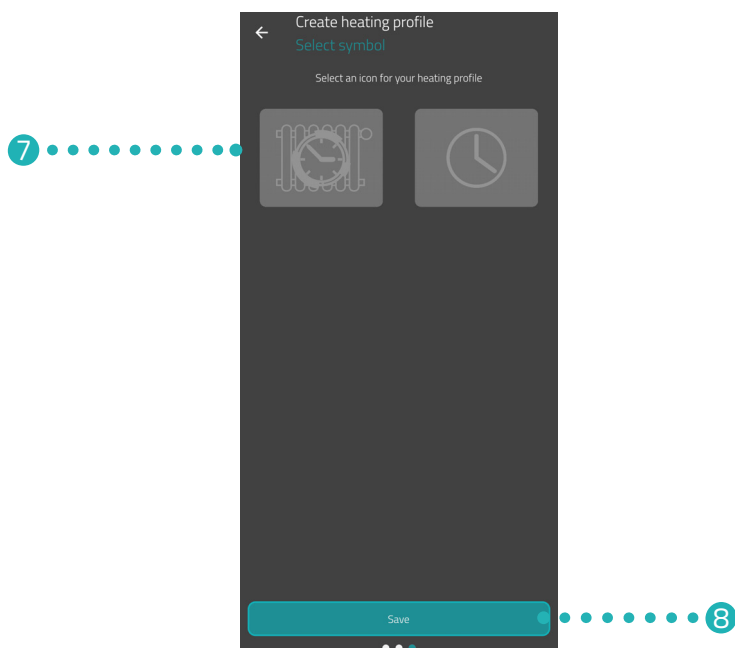 Create heating profile
Select symbol
Select an icon for your heating profile
7
Save
8